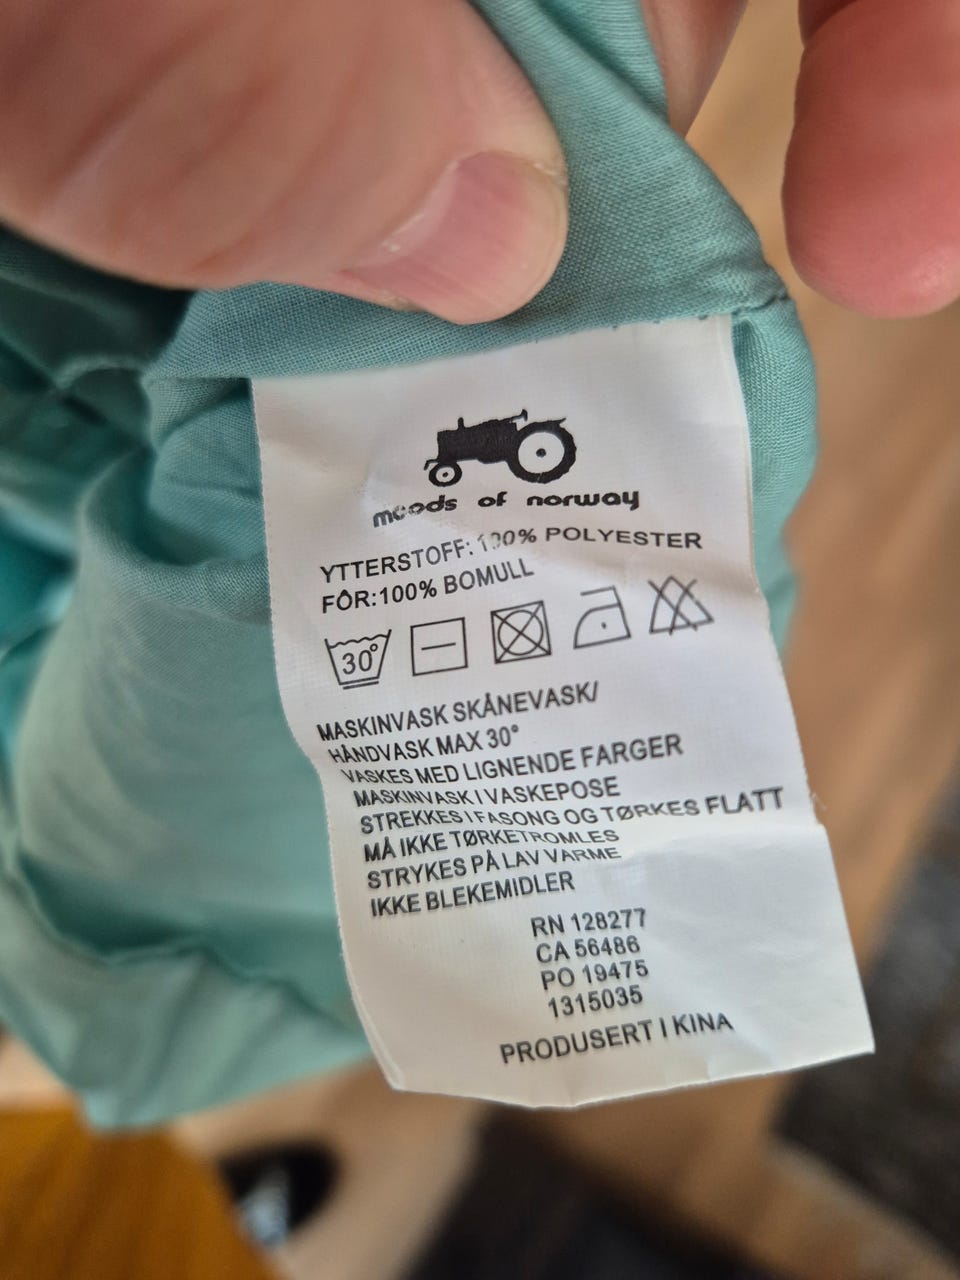 moods of norway
YTTERSTOFF: 100% POLYESTER
FÔR:100% BOMULL
30°
MASKINVASK SKÅNEVASK/
HÅNDVASK MAX 30°
VASKES MED LIGNENDE FARGER
MASKINVASK I VASKEPOSE
STREKKES I FASONG OG TØRKES FLATT
MÅ IKKE TØRKETROMLES
STRYKES PÅ LAV VARME
IKKE BLEKEMIDLER
RN 128277
CA 56486
PO 19475
1315035
PRODUSERT I KINA